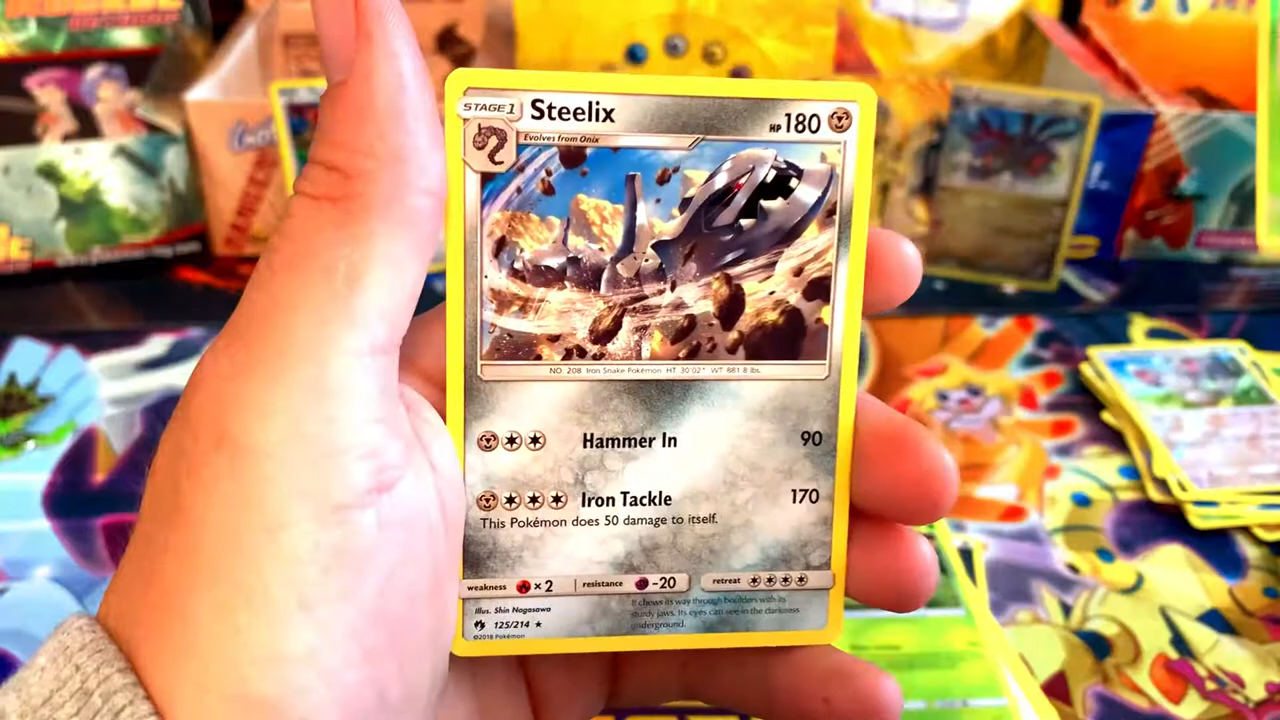 STAGE 1
Steelix
HP 180
Evolves from Onix
NO. 208 Iron Snake Pokémon HT 30'02" WT 881.8 lbs.
Hammer In 90
Iron Tackle 170
This Pokémon does 50 damage to itself.
weakness ×2 resistance -20 retreat
Illus. Shin Nagasawa
125/214 ★
©2018 Pokémon
It chews its way through boulders with its
sturdy jaws. Its eyes can see in the darkness
underground.